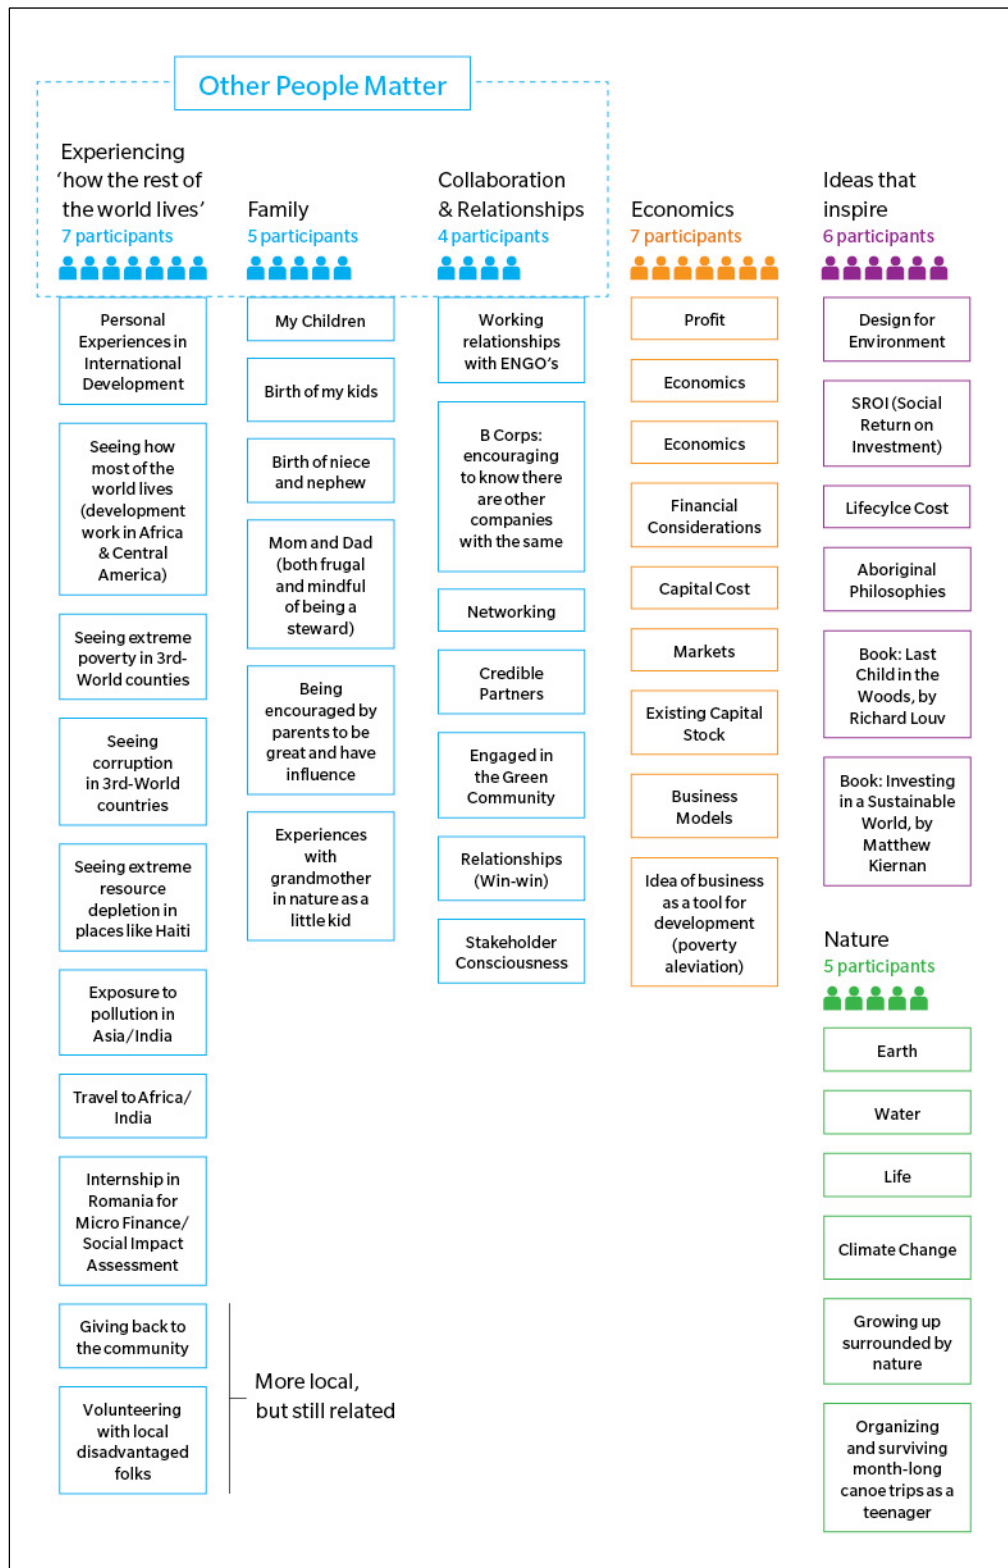 Other People Matter
Experiencing
‘how the rest of
the world lives’
7 participants
Personal
Experiences in
International
Development
Seeing how
most of the
world lives
(development
work in Africa
& Central
America)
Seeing extreme
poverty in 3rd-
World counties
Seeing
corruption
in 3rd-World
countries
Seeing extreme
resource
depletion in
places like Haiti
Exposure to
pollution in
Asia/India
Travel to Africa/
India
Internship in
Romania for
Micro Finance/
Social Impact
Assessment
Giving back to
the community
Volunteering
with local
disadvantaged
folks
More local,
but still related
Family
5 participants
My Children
Birth of my kids
Birth of niece
and nephew
Mom and Dad
(both frugal
and mindful
of being a
steward)
Being
encouraged by
parents to be
great and have
influence
Experiences
with
grandmother
in nature as a
little kid
Collaboration
& Relationships
4 participants
Working
relationships
with ENGO’s
B Corps:
encouraging
to know there
are other
companies
with the same
Networking
Credible
Partners
Engaged in
the Green
Community
Relationships
(Win-win)
Stakeholder
Consciousness
Economics
7 participants
Profit
Economics
Economics
Financial
Considerations
Capital Cost
Markets
Existing Capital
Stock
Business
Models
Idea of business
as a tool for
development
(poverty
aleviation)
Ideas that
inspire
6 participants
Design for
Environment
SROI (Social
Return on
Investment)
Lifecylce Cost
Aboriginal
Philosophies
Book: Last
Child in the
Woods, by
Richard Louv
Book: Investing
in a Sustainable
World, by
Matthew
Kiernan
Nature
5 participants
Earth
Water
Life
Climate Change
Growing up
surrounded by
nature
Organizing
and surviving
month-long
canoe trips as a
teenager